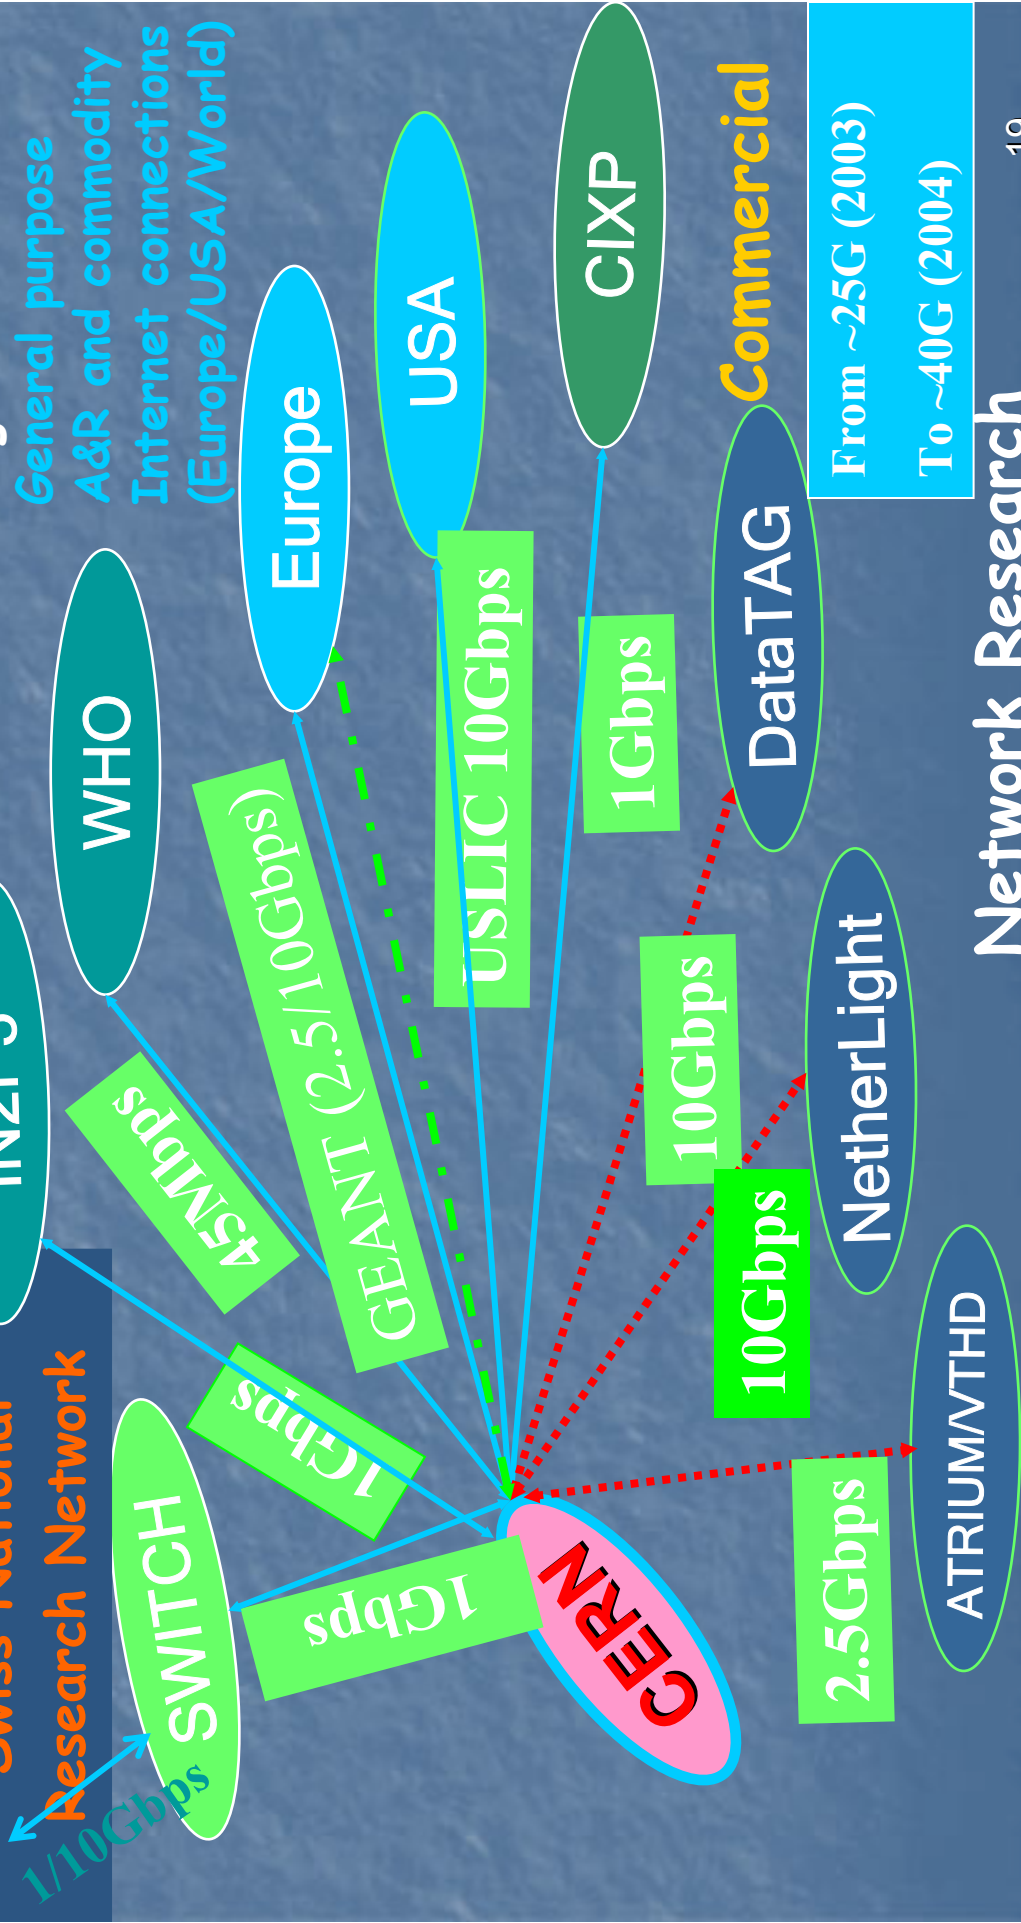 Swiss National
Research Network
General purpose
A&R and commodity
Internet connections
(Europe/USA/World)
SWITCH
1/10Gbps
WHO
45Mbps
1Gbps
1Gbps
Europe
GEANT (2.5/10Gbps)
USA
USLIC 10Gbps
CIXP
1Gbps
Commercial
CERN
DataTAG
10Gbps
NetherLight
10Gbps
ATRIUM/VTHD
2.5Gbps
From ~25G (2003)
To ~40G (2004)
Network Research